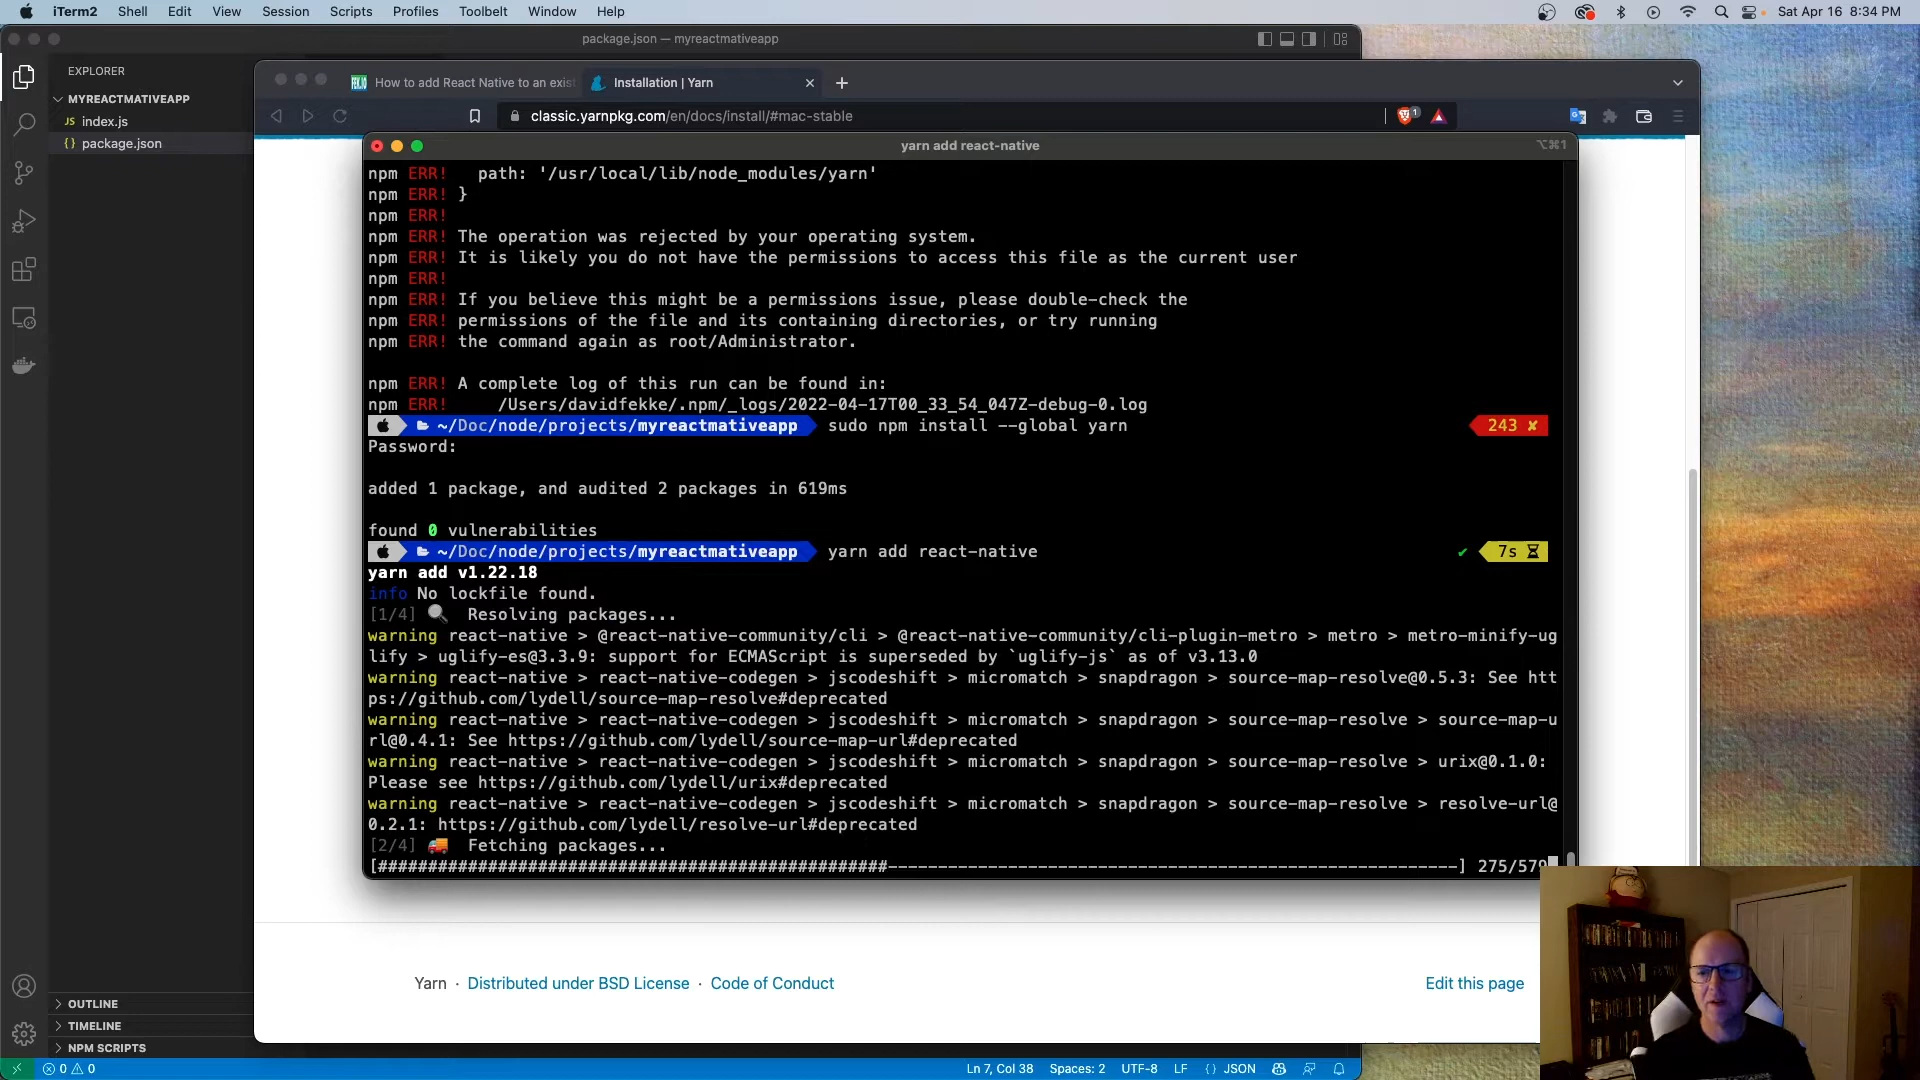 iTerm2 Shell Edit View Session Scripts Profiles Toolbelt Window Help Sat Apr 16 8:34 PM
package.json — myreactmativeapp
EXPLORER
MYREACTMATIVEAPP
JS index.js
{} package.json
How to add React Native to an exist
Installation | Yarn
classic.yarnpkg.com/en/docs/install/#mac-stable
1
yarn add react-native
⌥⌘1
npm ERR!   path: '/usr/local/lib/node_modules/yarn'
npm ERR! }
npm ERR!
npm ERR! The operation was rejected by your operating system.
npm ERR! It is likely you do not have the permissions to access this file as the current user
npm ERR!
npm ERR! If you believe this might be a permissions issue, please double-check the
npm ERR! permissions of the file and its containing directories, or try running
npm ERR! the command again as root/Administrator.
npm ERR! A complete log of this run can be found in:
npm ERR!     /Users/davidfekke/.npm/_logs/2022-04-17T00_33_54_047Z-debug-0.log
~/Doc/node/projects/myreactmativeapp sudo npm install --global yarn 243 ✘
Password:
added 1 package, and audited 2 packages in 619ms
found 0 vulnerabilities
~/Doc/node/projects/myreactmativeapp yarn add react-native ✔ 7s
yarn add v1.22.18
info No lockfile found.
[1/4] 🔍 Resolving packages...
warning react-native > @react-native-community/cli > @react-native-community/cli-plugin-metro > metro > metro-minify-ug
lify > uglify-es@3.3.9: support for ECMAScript is superseded by `uglify-js` as of v3.13.0
warning react-native > react-native-codegen > jscodeshift > micromatch > snapdragon > source-map-resolve@0.5.3: See htt
ps://github.com/lydell/source-map-resolve#deprecated
warning react-native > react-native-codegen > jscodeshift > micromatch > snapdragon > source-map-resolve > source-map-u
rl@0.4.1: See https://github.com/lydell/source-map-url#deprecated
warning react-native > react-native-codegen > jscodeshift > micromatch > snapdragon > source-map-resolve > urix@0.1.0:
Please see https://github.com/lydell/urix#deprecated
warning react-native > react-native-codegen > jscodeshift > micromatch > snapdragon > source-map-resolve > resolve-url@
0.2.1: https://github.com/lydell/resolve-url#deprecated
[2/4] 🚚 Fetching packages...
[###################################################---------------------------------------------------------] 275/579
Yarn · Distributed under BSD License · Code of Conduct
Edit this page
OUTLINE
TIMELINE
NPM SCRIPTS
0 0 Ln 7, Col 38 Spaces: 2 UTF-8 LF {} JSON